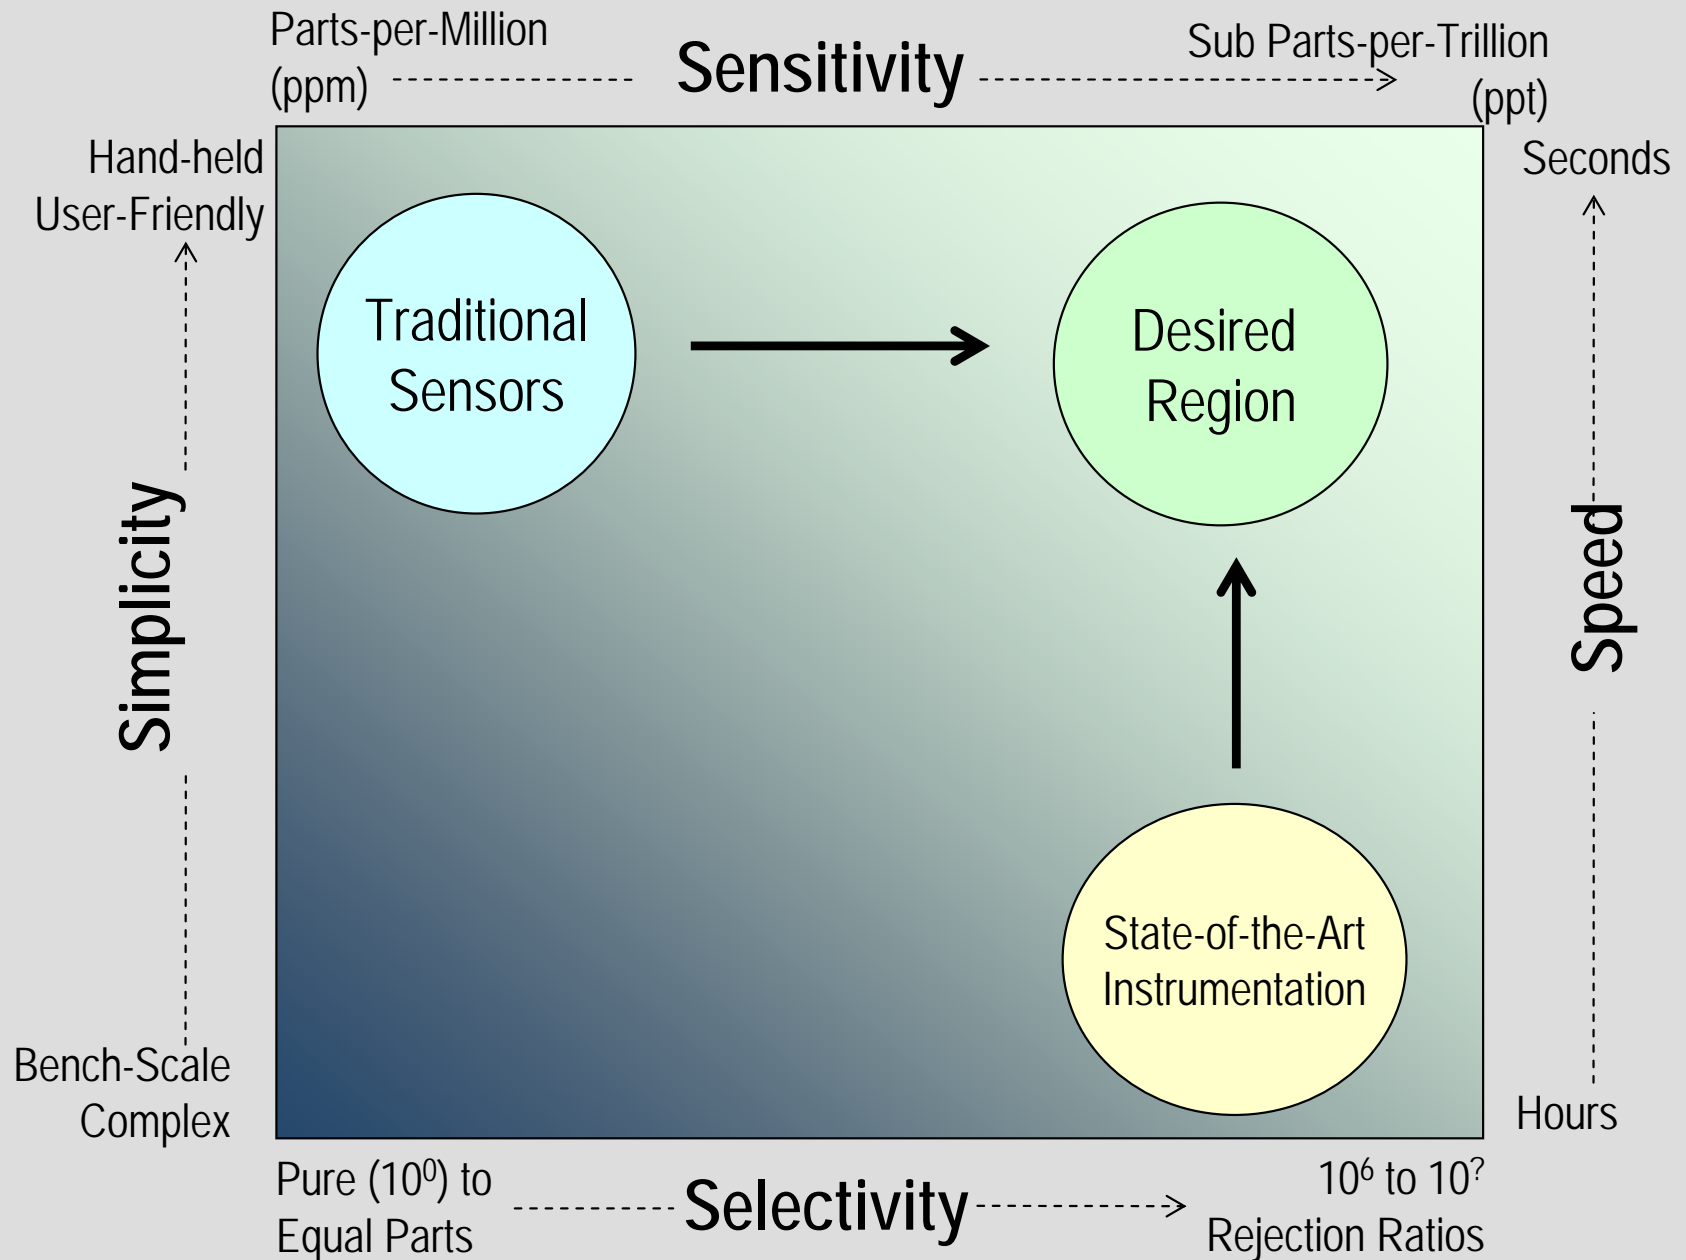 Parts-per-Million
(ppm)
Sensitivity
Sub Parts-per-Trillion
(ppt)
Hand-held
User-Friendly
Seconds
Traditional
Sensors
Desired
Region
Simplicity
Speed
State-of-the-Art
Instrumentation
Bench-Scale
Complex
Hours
Pure (10⁰) to
Equal Parts
Selectivity
10⁶ to 10^?
Rejection Ratios